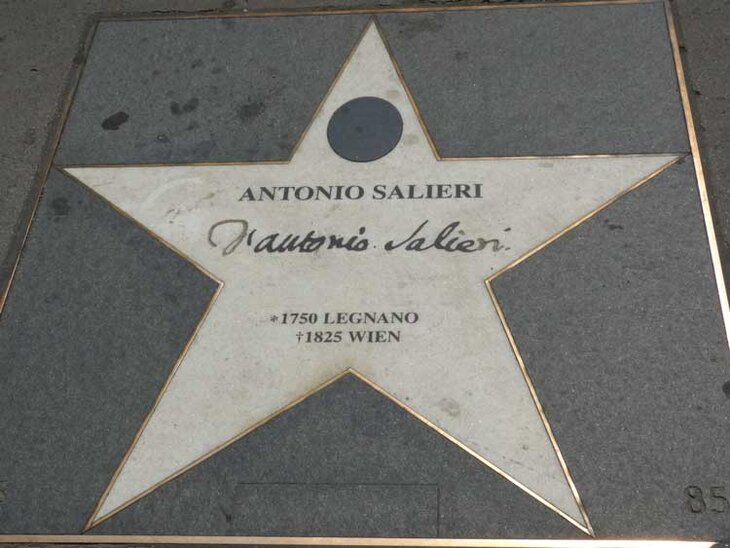 ANTONIO SALIERI
Antonio Salieri.
*1750 LEGNANO
†1825 WIEN
85